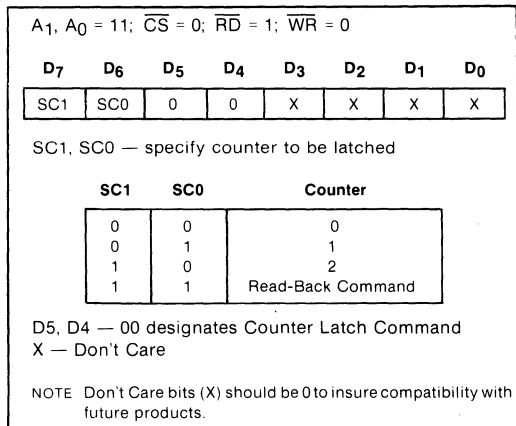 A1, A0 = 11; CS = 0; RD = 1; WR = 0
D7 D6 D5 D4 D3 D2 D1 D0
SC1 SC0 0 0 X X X X
SC1, SC0 — specify counter to be latched
SC1 SC0 Counter
0 0 0
0 1 1
1 0 2
1 1 Read-Back Command
D5, D4 — 00 designates Counter Latch Command
X — Don't Care
NOTE Don't Care bits (X) should be 0 to insure compatibility with
future products.